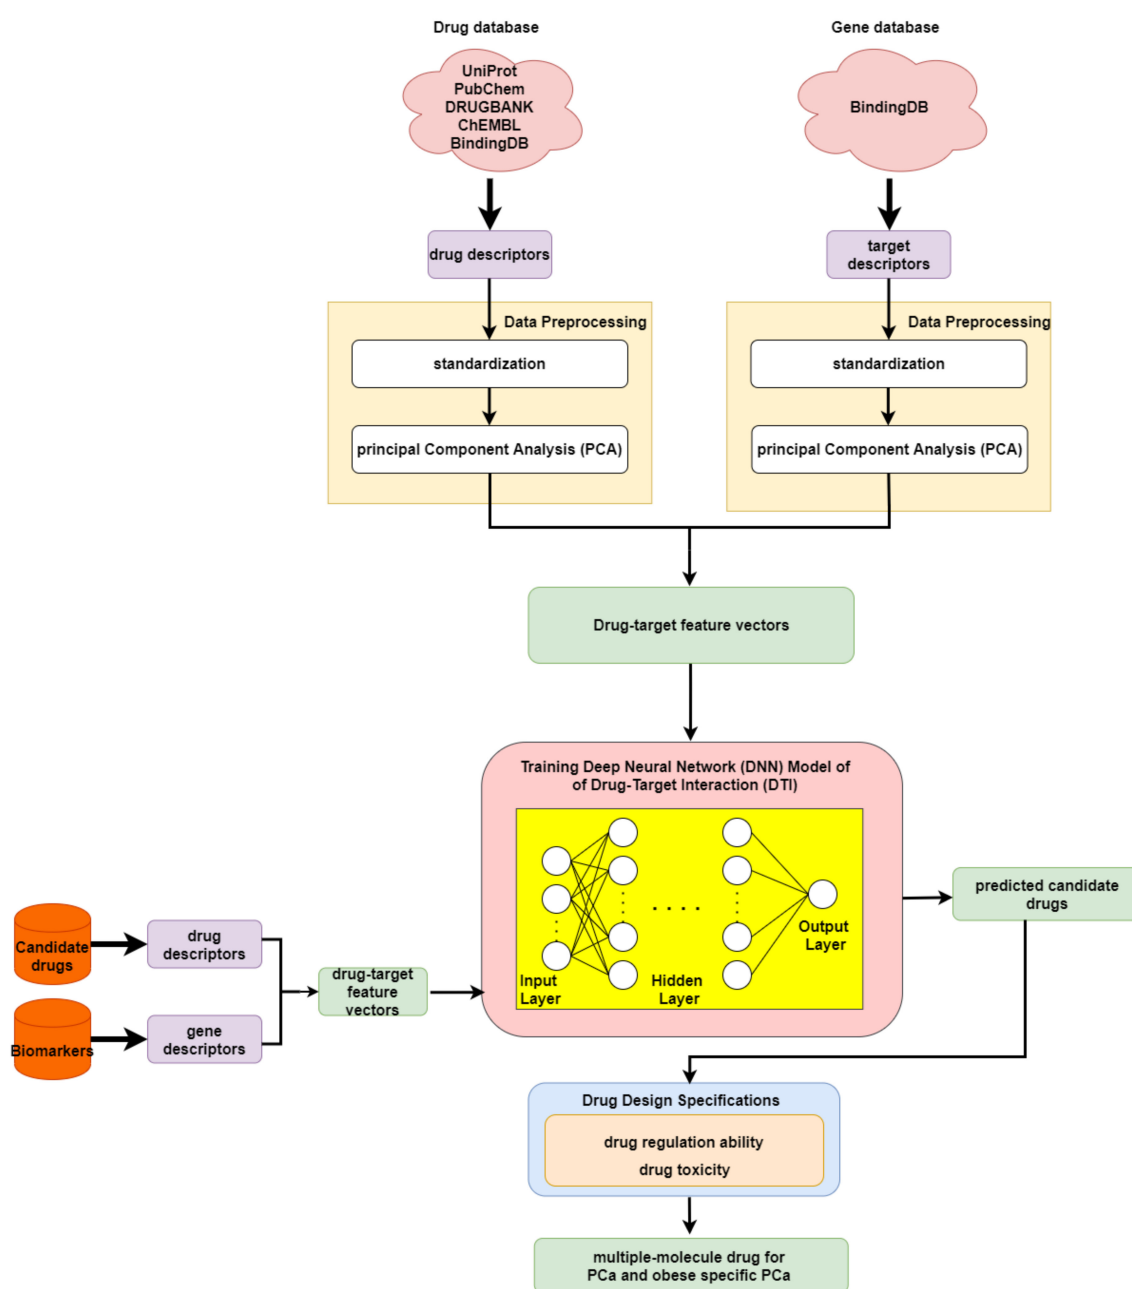 Drug database
Gene database
UniProt
PubChem
DRUGBANK
ChEMBL
BindingDB
BindingDB
drug descriptors
target
descriptors
Data Preprocessing
standardization
principal Component Analysis (PCA)
Data Preprocessing
standardization
principal Component Analysis (PCA)
Drug-target feature vectors
Training Deep Neural Network (DNN) Model of
of Drug-Target Interaction (DTI)
Input
Layer
Hidden
Layer
Output
Layer
predicted candidate
drugs
Candidate
drugs
drug
descriptors
Biomarkers
gene
descriptors
drug-target
feature
vectors
Drug Design Specifications
drug regulation ability
drug toxicity
multiple-molecule drug for
PCa and obese specific PCa